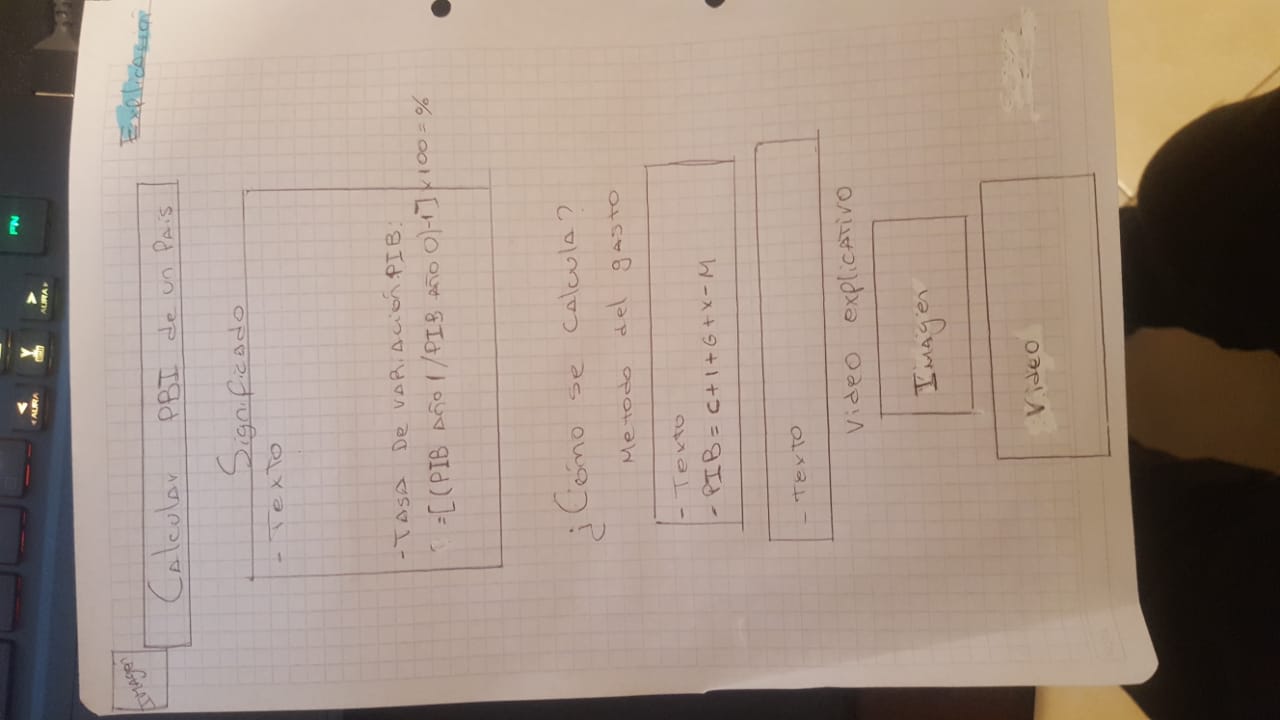 Explicación
Imagen
Calcular PBI de un País
Significado
- Texto
- Tasa De variación PIB:
=[(PIB año 1/PIB año 0)-1]x100=%
¿Cómo se calcula?
Metodo del gasto
- Texto
- PIB = C+I+G+X-M
- Texto
Video explicativo
Imagen
Video
FN
AURA
AURA